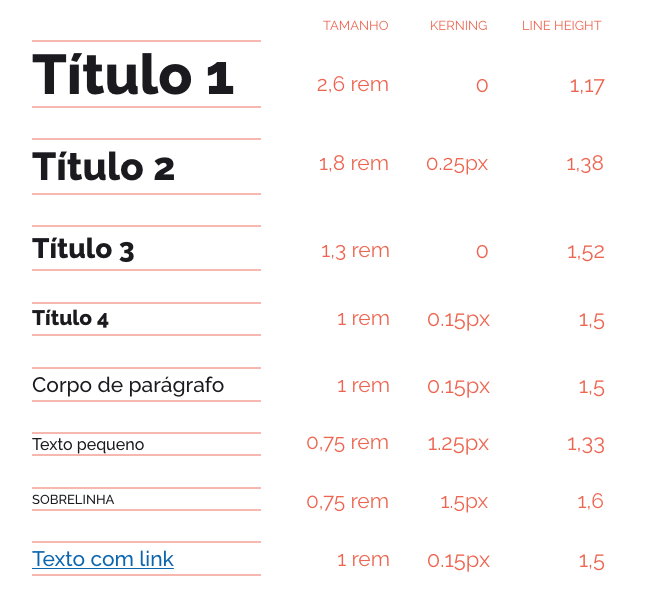 TAMANHO KERNING LINE HEIGHT
Título 1 2,6 rem 0 1,17
Título 2 1,8 rem 0.25px 1,38
Título 3 1,3 rem 0 1,52
Título 4 1 rem 0.15px 1,5
Corpo de parágrafo 1 rem 0.15px 1,5
Texto pequeno 0,75 rem 1.25px 1,33
SOBRELINHA 0,75 rem 1.5px 1,6
Texto com link 1 rem 0.15px 1,5